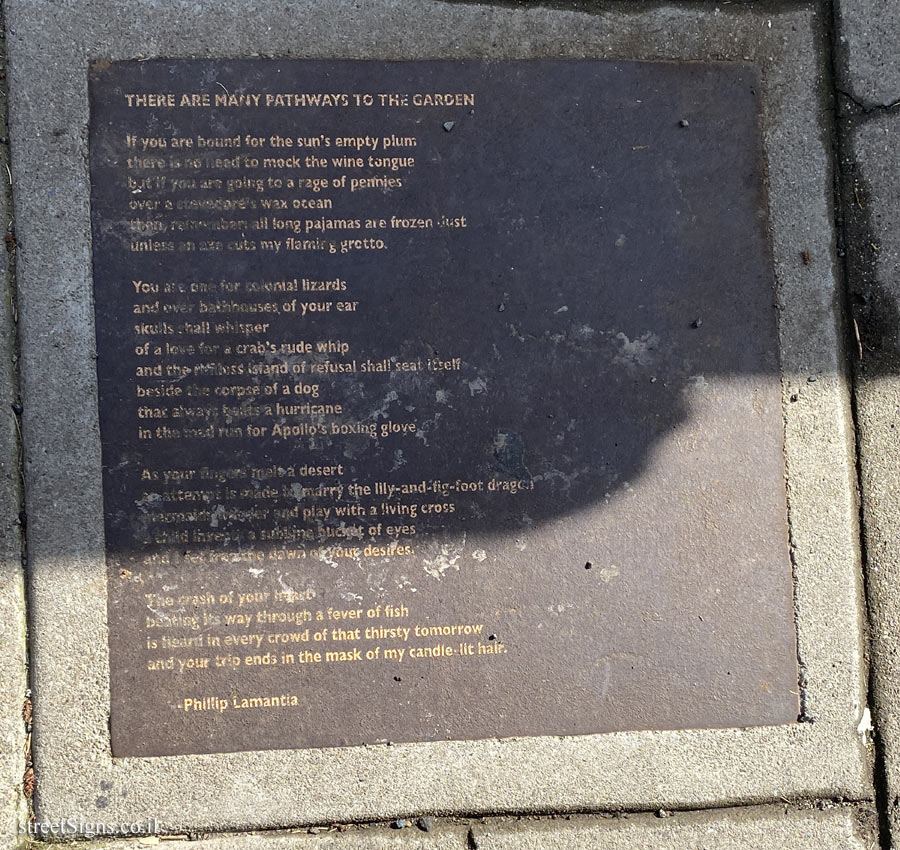 THERE ARE MANY PATHWAYS TO THE GARDEN
If you are bound for the sun's empty plum
there is no need to mock the wine tongue
but if you are going to a rage of pennies
over a stevedore's wax ocean
then, remember: all long pajamas are frozen dust
unless an axe cuts my flaming grotto.
You are one for colonial lizards
and over bathhouses of your ear
skulls shall whisper
of a love for a crab's rude whip
and the rimless island of refusal shall seat itself
beside the corpse of a dog
that always beats a hurricane
in the mad run for Apollo's boxing glove
As your fingers melt a desert
attempt is made to marry the lily-and-fig-foot dragon
and play with a living cross
child a sublime bucket of eyes
and dawn of your desires.
The crash of your heart
beating its way through a fever of fish
is heard in every crowd of that thirsty tomorrow
and your trip ends in the mask of my candle-lit hair.
--Phillip Lamantia
streetSigns.co.il